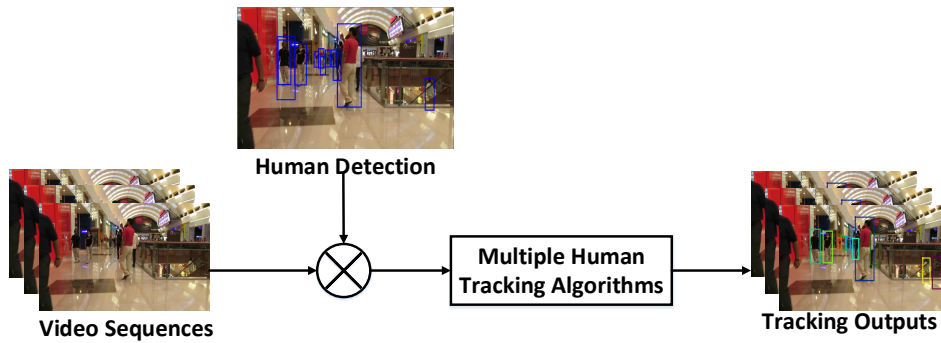 Human Detection
Video Sequences
Multiple Human
Tracking Algorithms
Tracking Outputs